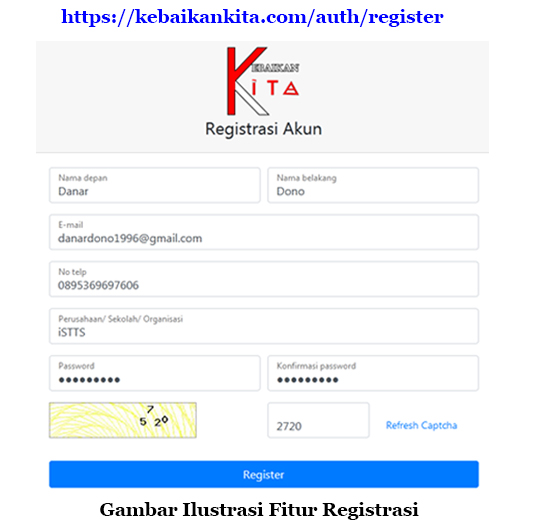 https://kebaikankita.com/auth/register
KEBAIKAN
KiTA
Registrasi Akun
Nama depan
Danar
Nama belakang
Dono
E-mail
danardono1996@gmail.com
No telp
0895369697606
Perusahaan/ Sekolah/ Organisasi
iSTTS
Password
Konfirmasi password
5 7 20
2720
Refresh Captcha
Register
Gambar Ilustrasi Fitur Registrasi